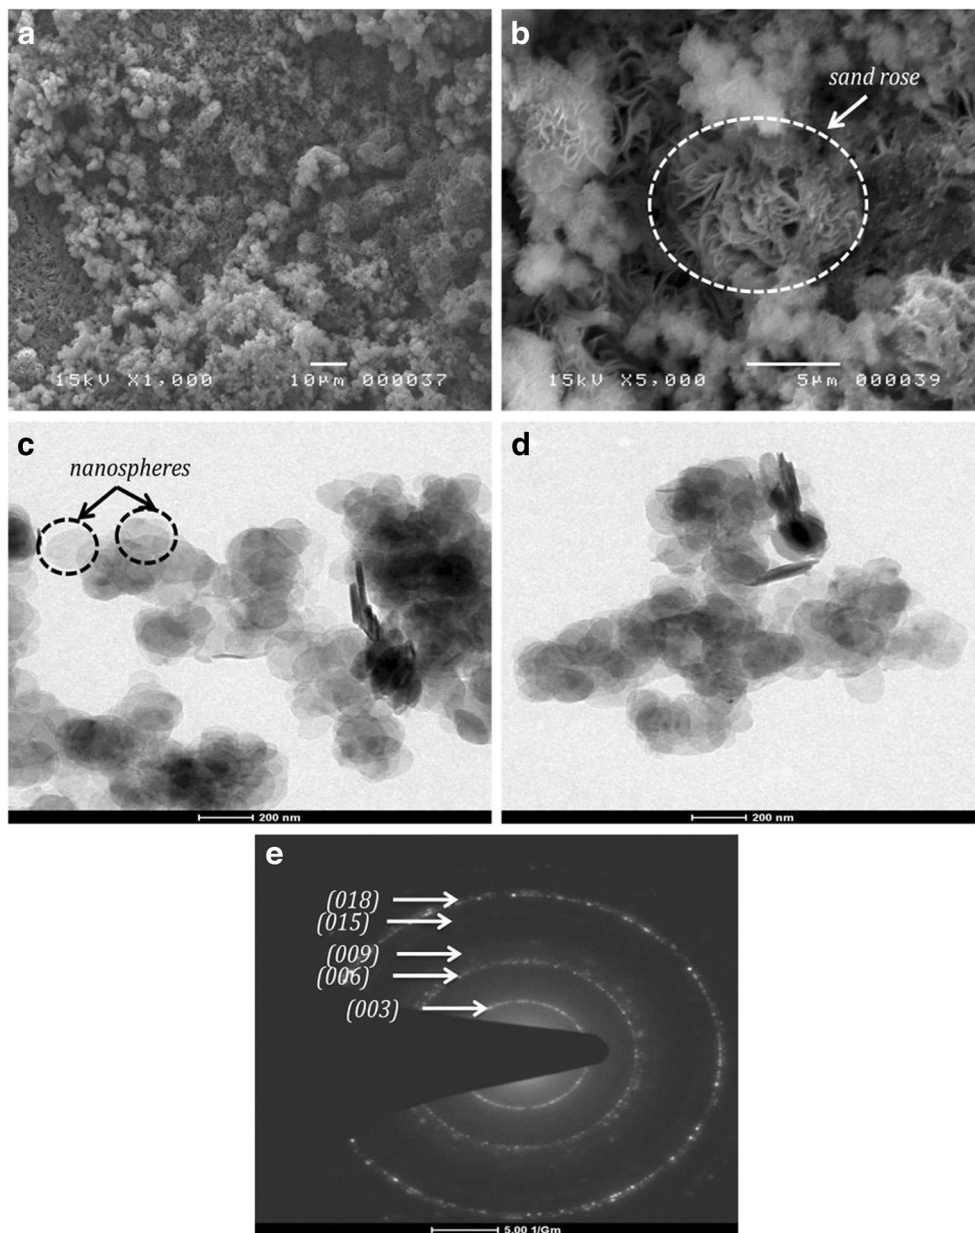 a
15kV X1,000 10μm 000037
b
sand rose
15kV X5,000 5μm 000039
c
nanospheres
200 nm
d
200 nm
e
(018)
(015)
(009)
(006)
(003)
5.00 1/Gm